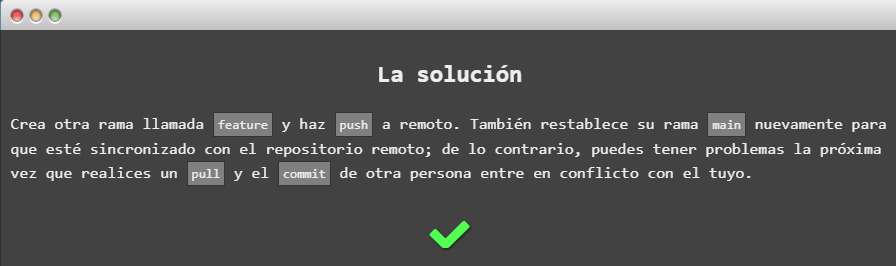 La solución
Crea otra rama llamada feature y haz push a remoto. También restablece su rama main nuevamente para
que esté sincronizado con el repositorio remoto; de lo contrario, puedes tener problemas la próxima
vez que realices un pull y el commit de otra persona entre en conflicto con el tuyo.